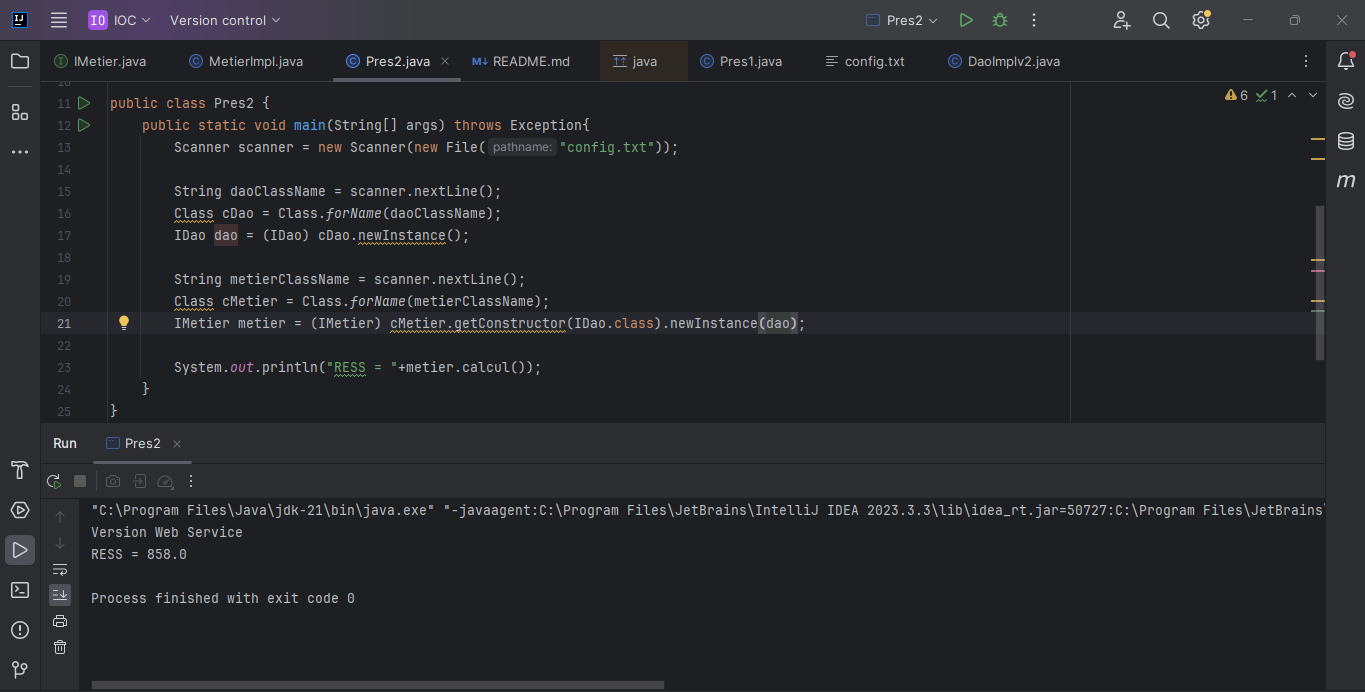 IO IOC Version control Pres2
IMetier.java MetierImpl.java Pres2.java README.md java Pres1.java config.txt DaoImplv2.java
10
6 1
11 public class Pres2 {
12 public static void main(String[] args) throws Exception{
13 Scanner scanner = new Scanner(new File( pathname: "config.txt"));
14
15 String daoClassName = scanner.nextLine();
16 Class cDao = Class.forName(daoClassName);
17 IDao dao = (IDao) cDao.newInstance();
18
19 String metierClassName = scanner.nextLine();
20 Class cMetier = Class.forName(metierClassName);
21 IMetier metier = (IMetier) cMetier.getConstructor(IDao.class).newInstance(dao);
22
23 System.out.println("RESS = "+metier.calcul());
24 }
25 }
Run Pres2
"C:\Program Files\Java\jdk-21\bin\java.exe" "-javaagent:C:\Program Files\JetBrains\IntelliJ IDEA 2023.3.3\lib\idea_rt.jar=50727:C:\Program Files\JetBrains\
Version Web Service
RESS = 858.0
Process finished with exit code 0